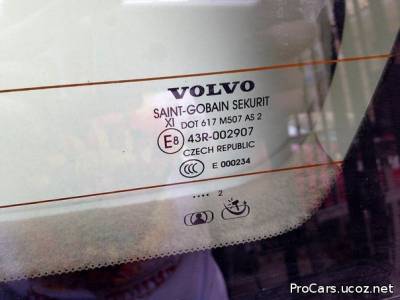 VOLVO
SAINT-GOBAIN SEKURIT
XI DOT 617 M507 AS 2
E8 43R-002907
CZECH REPUBLIC
CCC E 000234
.... 2
ProCars.ucoz.net